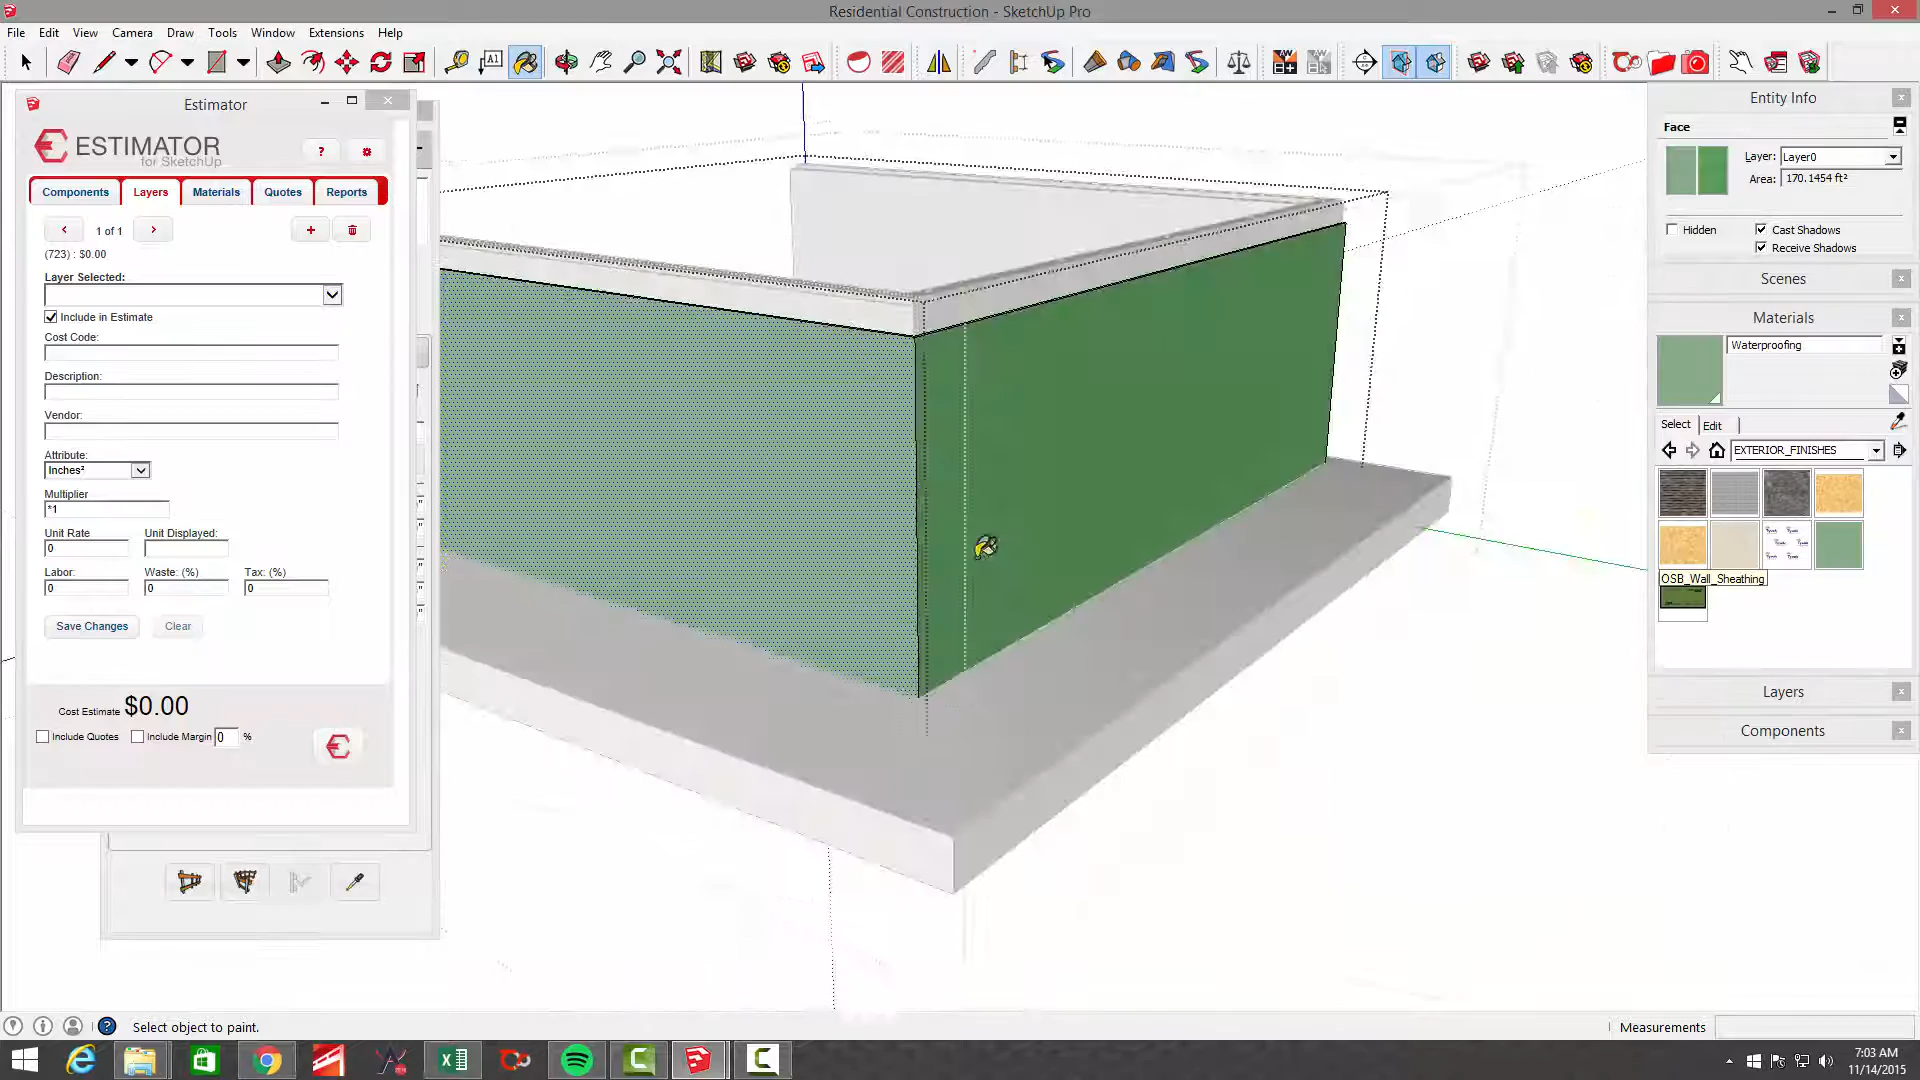 Residential Construction - SketchUp Pro
File Edit View Camera Draw Tools Window Extensions Help
A1
Estimator
ESTIMATOR
for SketchUp
?
Components Layers Materials Quotes Reports
1 of 1
(723) : $0.00
Layer Selected:
Include in Estimate
Cost Code:
Description:
Vendor:
Attribute:
Inches²
Multiplier
*1
Unit Rate Unit Displayed:
0
Labor: Waste: (%) Tax: (%)
0 0 0
Save Changes Clear
Cost Estimate $0.00
Include Quotes Include Margin 0 %
Entity Info
Face
Layer: Layer0
Area: 170.1454 ft²
Hidden Cast Shadows
Receive Shadows
Scenes
Materials
Waterproofing
Select Edit
EXTERIOR_FINISHES
OSB_Wall_Sheathing
Layers
Components
Select object to paint.
Measurements
7:03 AM
11/14/2015